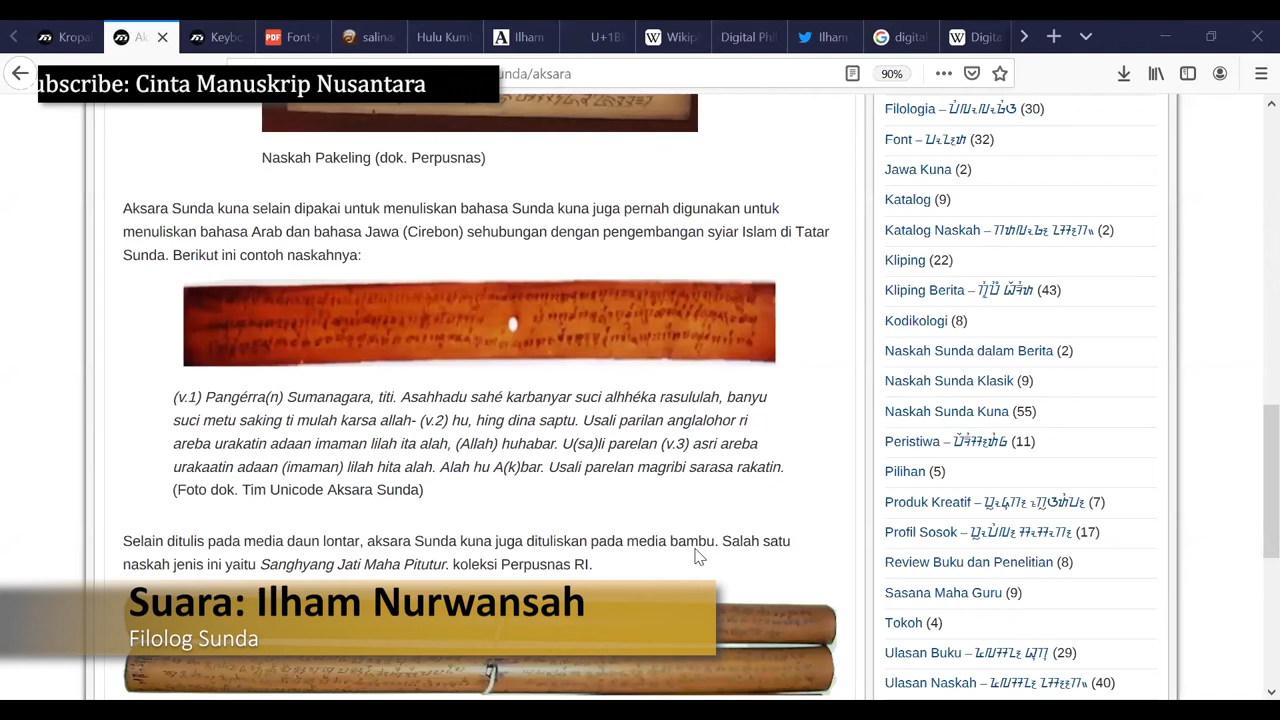 Kropa
Ak
Keybo
Font-
salina
Hulu Kum
Ilham
U+1B
Wikip
Digital Phi
Ilham
digital
Digita
ubscribe: Cinta Manuskrip Nusantara
unda/aksara
90%
Naskah Pakeling (dok. Perpusnas)
Aksara Sunda kuna selain dipakai untuk menuliskan bahasa Sunda kuna juga pernah digunakan untuk
menuliskan bahasa Arab dan bahasa Jawa (Cirebon) sehubungan dengan pengembangan syiar Islam di Tatar
Sunda. Berikut ini contoh naskahnya:
(v.1) Pangérra(n) Sumanagara, titi. Asahhadu sahé karbanyar suci alhhéka rasululah, banyu
suci metu saking ti mulah karsa allah- (v.2) hu, hing dina saptu. Usali parilan anglalohor ri
areba urakatin adaan imaman lilah ita alah, (Allah) huhabar. U(sa)li parelan (v.3) asri areba
urakaatin adaan (imaman) lilah hita alah. Alah hu A(k)bar. Usali parelan magribi sarasa rakatin.
(Foto dok. Tim Unicode Aksara Sunda)
Selain ditulis pada media daun lontar, aksara Sunda kuna juga dituliskan pada media bambu. Salah satu
naskah jenis ini yaitu Sanghyang Jati Maha Pitutur. koleksi Perpusnas RI.
Suara: Ilham Nurwansah
Filolog Sunda
Filologia – (30)
Font – (32)
Jawa Kuna (2)
Katalog (9)
Katalog Naskah – (2)
Kliping (22)
Kliping Berita – (43)
Kodikologi (8)
Naskah Sunda dalam Berita (2)
Naskah Sunda Klasik (9)
Naskah Sunda Kuna (55)
Peristiwa – (11)
Pilihan (5)
Produk Kreatif – (7)
Profil Sosok – (17)
Review Buku dan Penelitian (8)
Sasana Maha Guru (9)
Tokoh (4)
Ulasan Buku – (29)
Ulasan Naskah – (40)